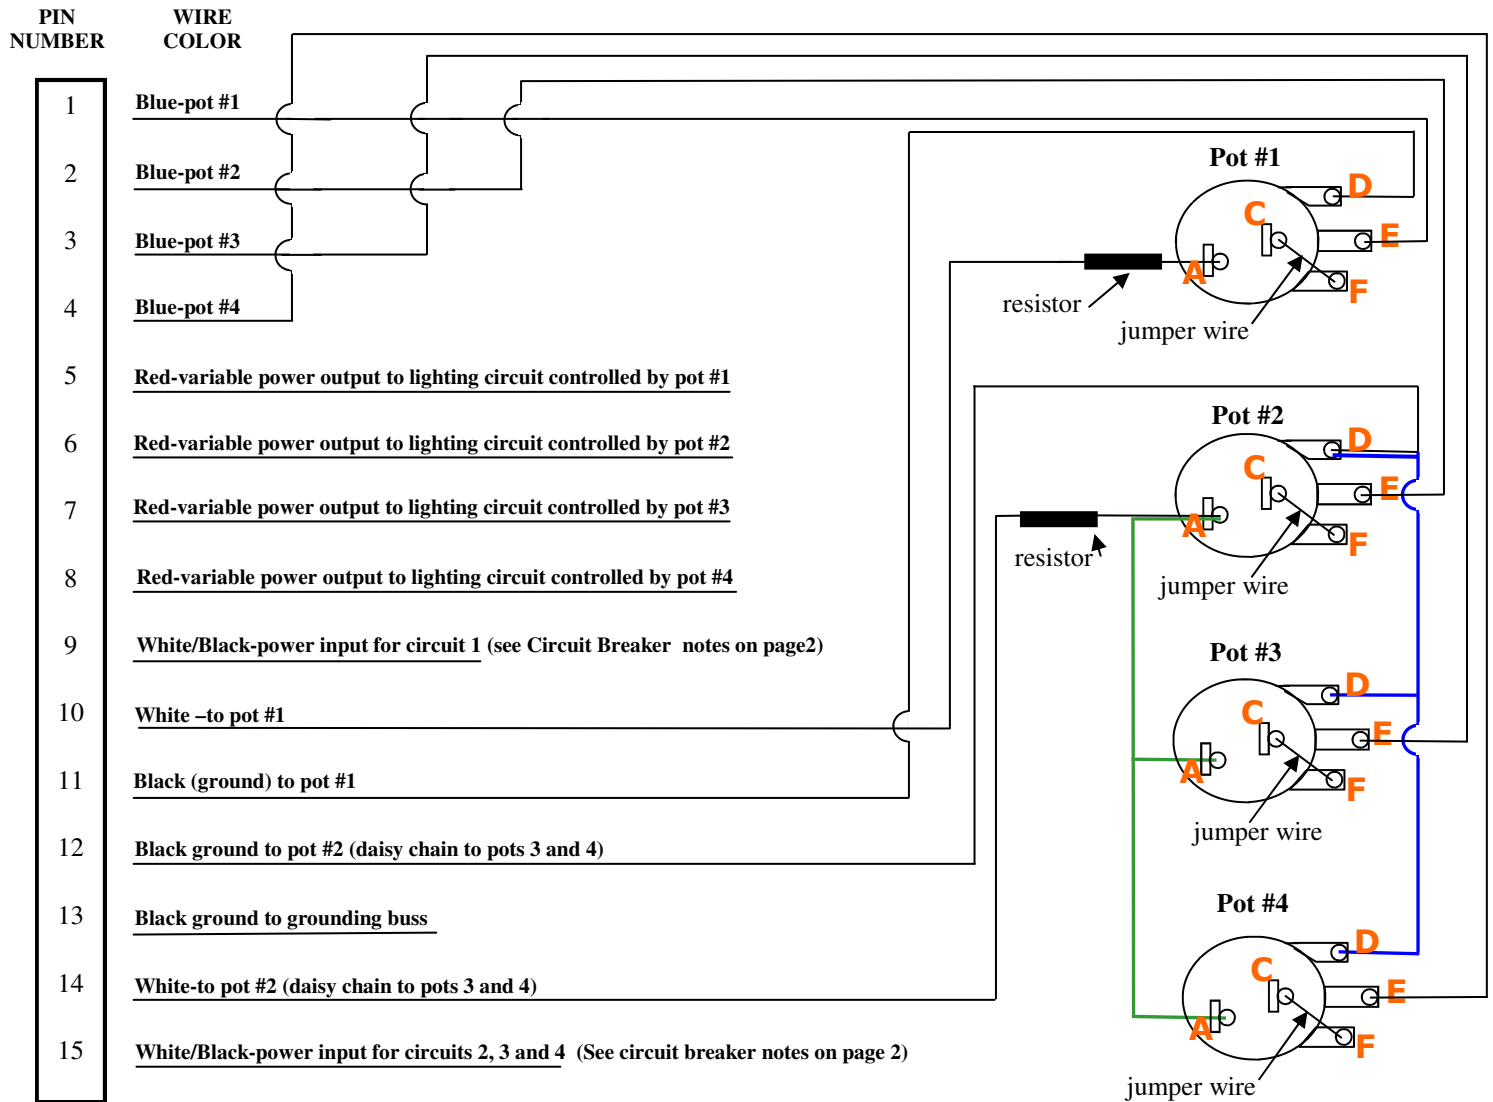 PIN NUMBER
WIRE COLOR
1 Blue-pot #1
2 Blue-pot #2
3 Blue-pot #3
4 Blue-pot #4
5 Red-variable power output to lighting circuit controlled by pot #1
6 Red-variable power output to lighting circuit controlled by pot #2
7 Red-variable power output to lighting circuit controlled by pot #3
8 Red-variable power output to lighting circuit controlled by pot #4
9 White/Black-power input for circuit 1 (see Circuit Breaker notes on page2)
10 White –to pot #1
11 Black (ground) to pot #1
12 Black ground to pot #2 (daisy chain to pots 3 and 4)
13 Black ground to grounding buss
14 White-to pot #2 (daisy chain to pots 3 and 4)
15 White/Black-power input for circuits 2, 3 and 4 (See circuit breaker notes on page 2)
Pot #1
D
C
E
A
F
resistor
jumper wire
Pot #2
D
C
E
A
F
resistor
jumper wire
Pot #3
D
C
E
A
F
jumper wire
Pot #4
D
C
E
A
F
jumper wire